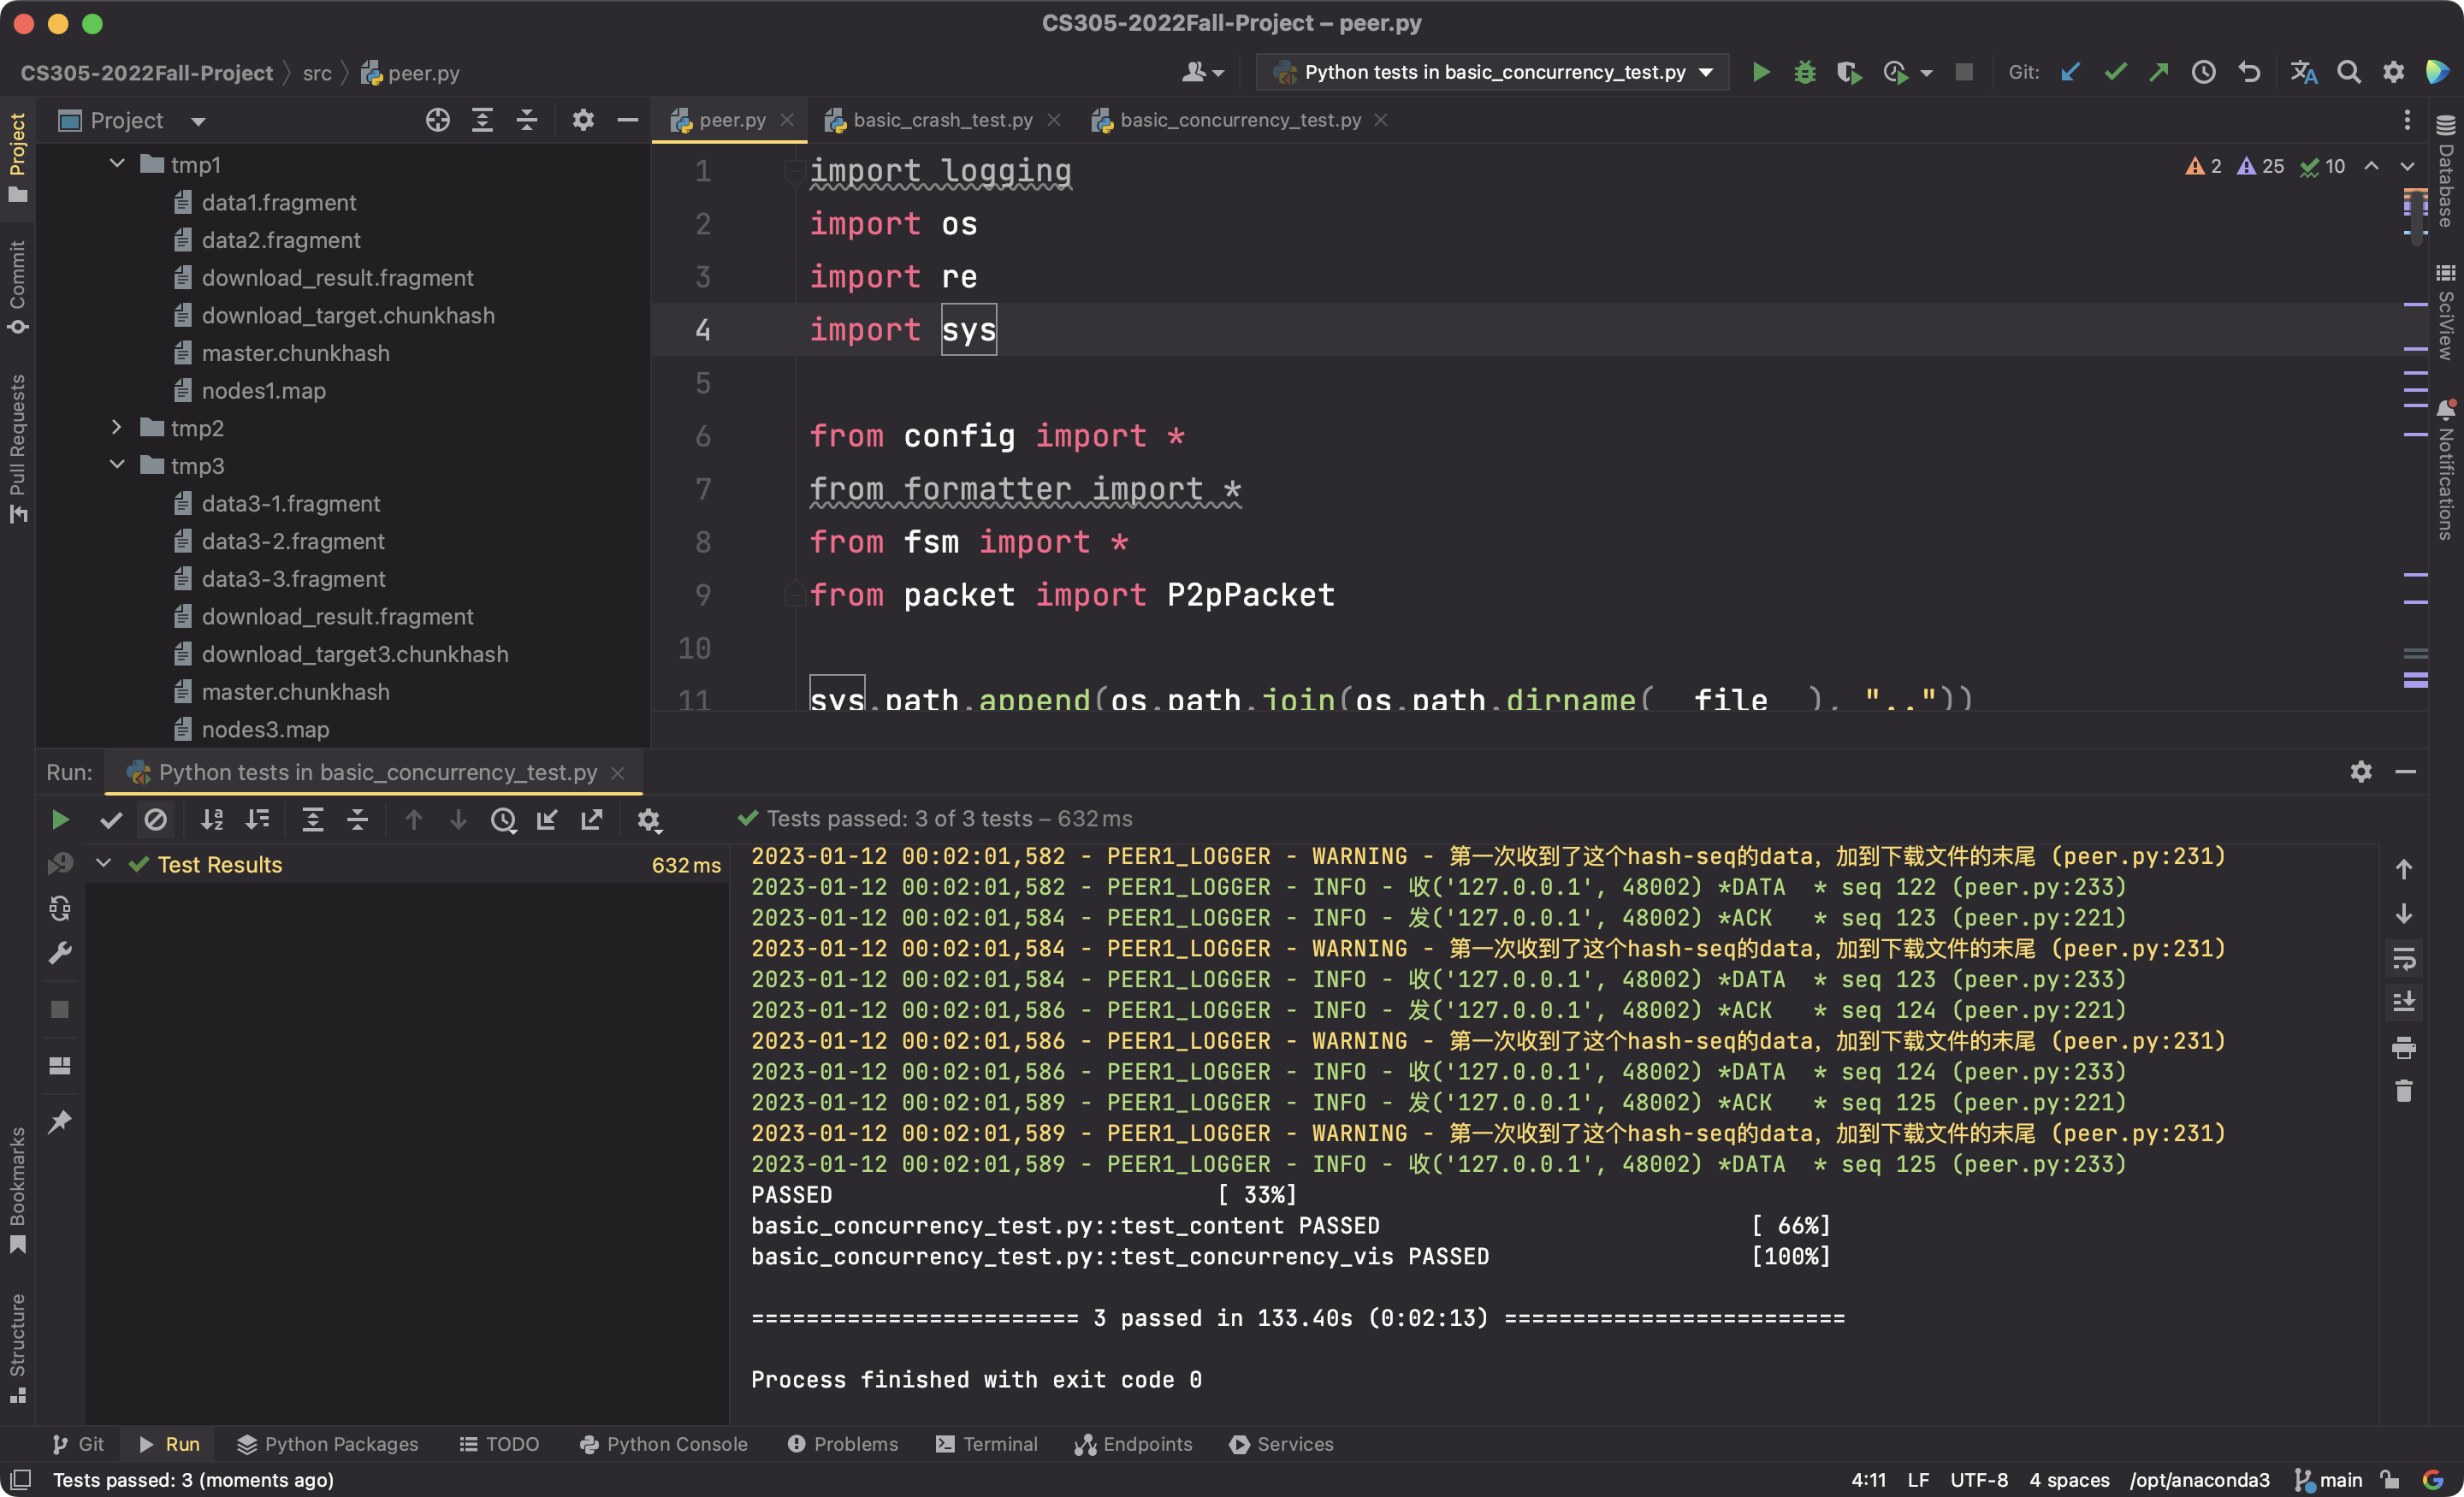 CS305-2022Fall-Project – peer.py
CS305-2022Fall-Project src peer.py
Python tests in basic_concurrency_test.py
Git:
Project
peer.py
basic_crash_test.py
basic_concurrency_test.py
Project
Commit
Pull Requests
Bookmarks
Structure
Database
SciView
Notifications
tmp1
data1.fragment
data2.fragment
download_result.fragment
download_target.chunkhash
master.chunkhash
nodes1.map
tmp2
tmp3
data3-1.fragment
data3-2.fragment
data3-3.fragment
download_result.fragment
download_target3.chunkhash
master.chunkhash
nodes3.map
2 25 10
1 import logging
2 import os
3 import re
4 import sys
5
6 from config import *
7 from formatter import *
8 from fsm import *
9 from packet import P2pPacket
10
11 sys.path.append(os.path.join(os.path.dirname(__file__), ".."))
Run: Python tests in basic_concurrency_test.py
Tests passed: 3 of 3 tests – 632 ms
Test Results 632 ms
2023-01-12 00:02:01,582 - PEER1_LOGGER - WARNING - 第一次收到了这个hash-seq的data，加到下载文件的末尾 (peer.py:231)
2023-01-12 00:02:01,582 - PEER1_LOGGER - INFO - 收('127.0.0.1', 48002) *DATA  * seq 122 (peer.py:233)
2023-01-12 00:02:01,584 - PEER1_LOGGER - INFO - 发('127.0.0.1', 48002) *ACK   * seq 123 (peer.py:221)
2023-01-12 00:02:01,584 - PEER1_LOGGER - WARNING - 第一次收到了这个hash-seq的data，加到下载文件的末尾 (peer.py:231)
2023-01-12 00:02:01,584 - PEER1_LOGGER - INFO - 收('127.0.0.1', 48002) *DATA  * seq 123 (peer.py:233)
2023-01-12 00:02:01,586 - PEER1_LOGGER - INFO - 发('127.0.0.1', 48002) *ACK   * seq 124 (peer.py:221)
2023-01-12 00:02:01,586 - PEER1_LOGGER - WARNING - 第一次收到了这个hash-seq的data，加到下载文件的末尾 (peer.py:231)
2023-01-12 00:02:01,586 - PEER1_LOGGER - INFO - 收('127.0.0.1', 48002) *DATA  * seq 124 (peer.py:233)
2023-01-12 00:02:01,589 - PEER1_LOGGER - INFO - 发('127.0.0.1', 48002) *ACK   * seq 125 (peer.py:221)
2023-01-12 00:02:01,589 - PEER1_LOGGER - WARNING - 第一次收到了这个hash-seq的data，加到下载文件的末尾 (peer.py:231)
2023-01-12 00:02:01,589 - PEER1_LOGGER - INFO - 收('127.0.0.1', 48002) *DATA  * seq 125 (peer.py:233)
PASSED [ 33%]
basic_concurrency_test.py::test_content PASSED [ 66%]
basic_concurrency_test.py::test_concurrency_vis PASSED [100%]
======================== 3 passed in 133.40s (0:02:13) =========================
Process finished with exit code 0
Git Run Python Packages TODO Python Console Problems Terminal Endpoints Services
Tests passed: 3 (moments ago) 4:11 LF UTF-8 4 spaces /opt/anaconda3 main